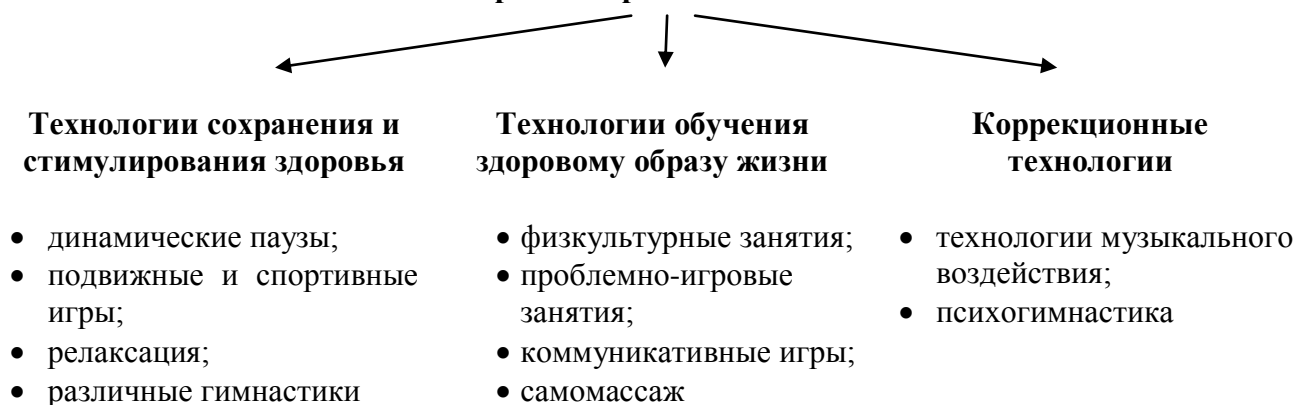 Технологии сохранения и
стимулирования здоровья
• динамические паузы;
• подвижные и спортивные
игры;
• релаксация;
• различные гимнастики
Технологии обучения
здоровому образу жизни
• физкультурные занятия;
• проблемно-игровые
занятия;
• коммуникативные игры;
• самомассаж
Коррекционные
технологии
• технологии музыкального
воздействия;
• психогимнастика